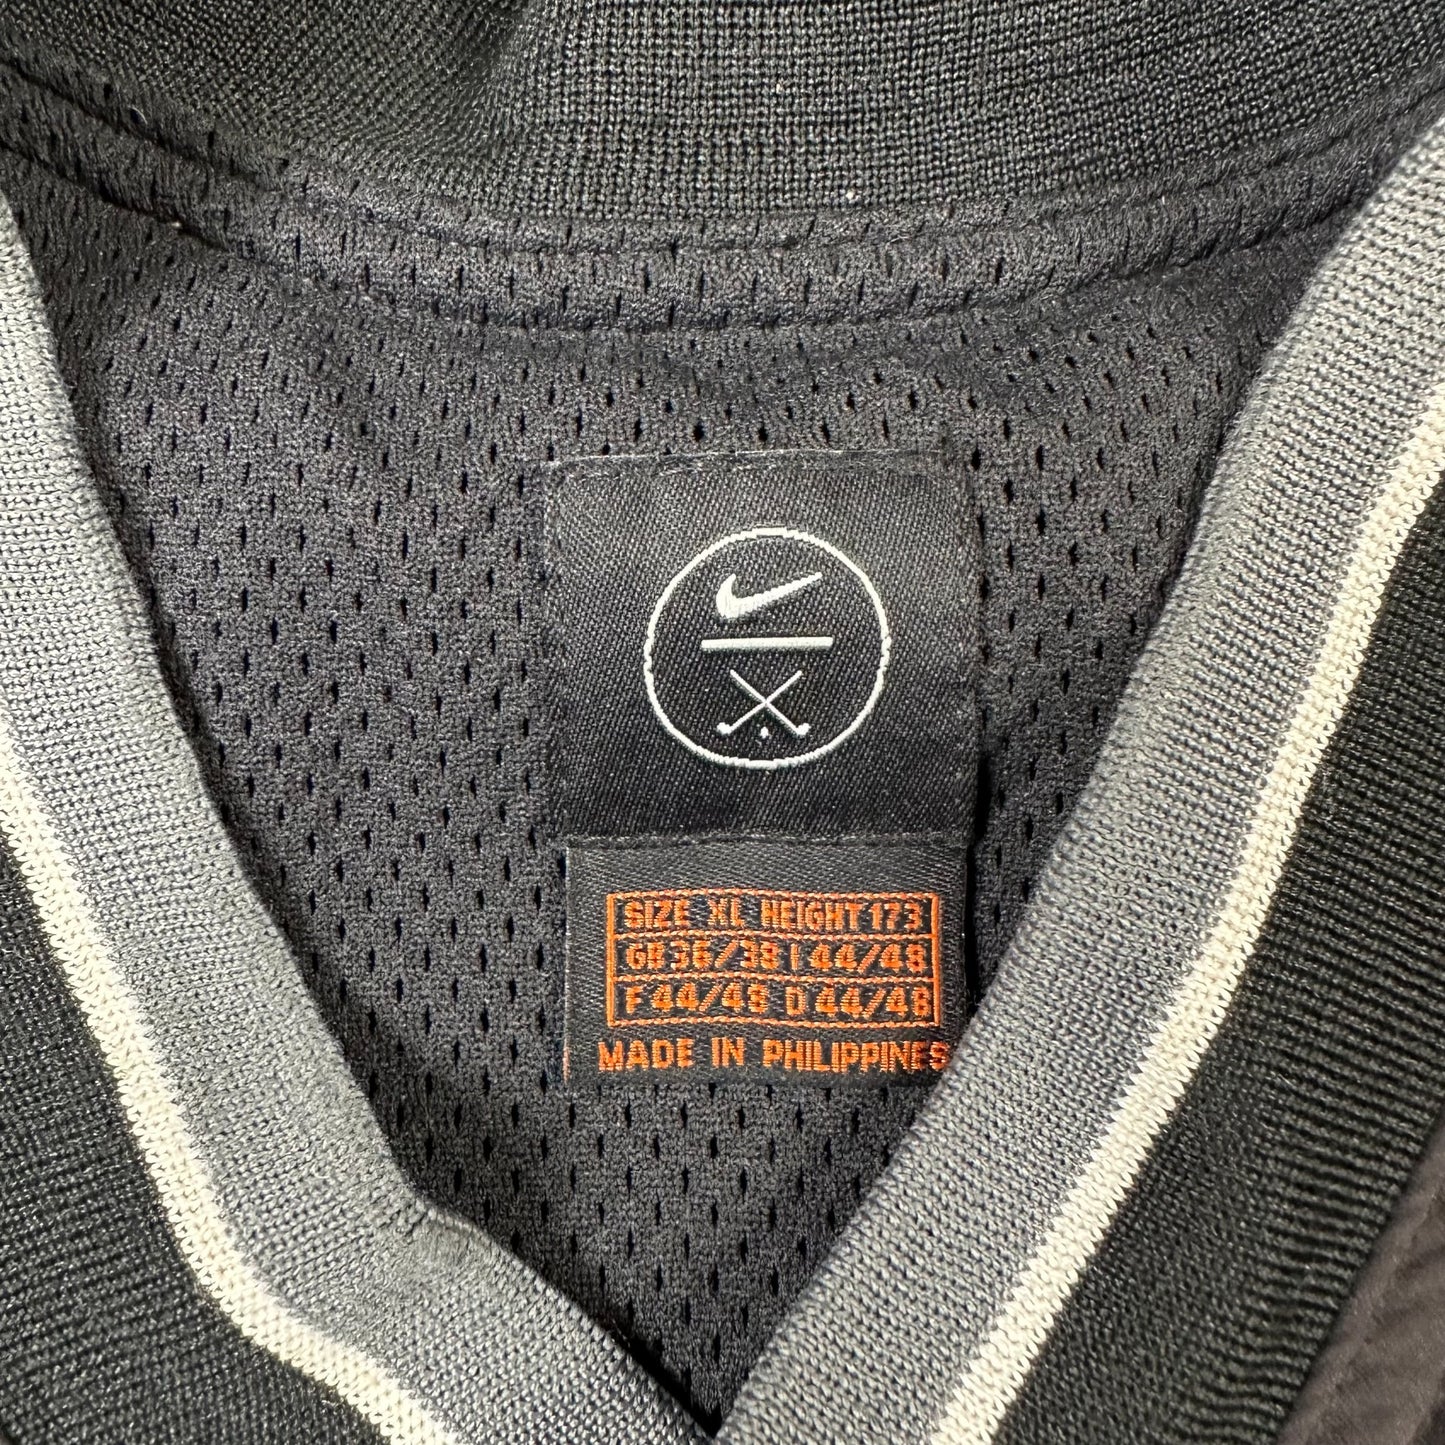 SIZE XL HEIGHT 173
GB 36/38 I 44/48
F 44/48 D 44/48
MADE IN PHILIPPINES